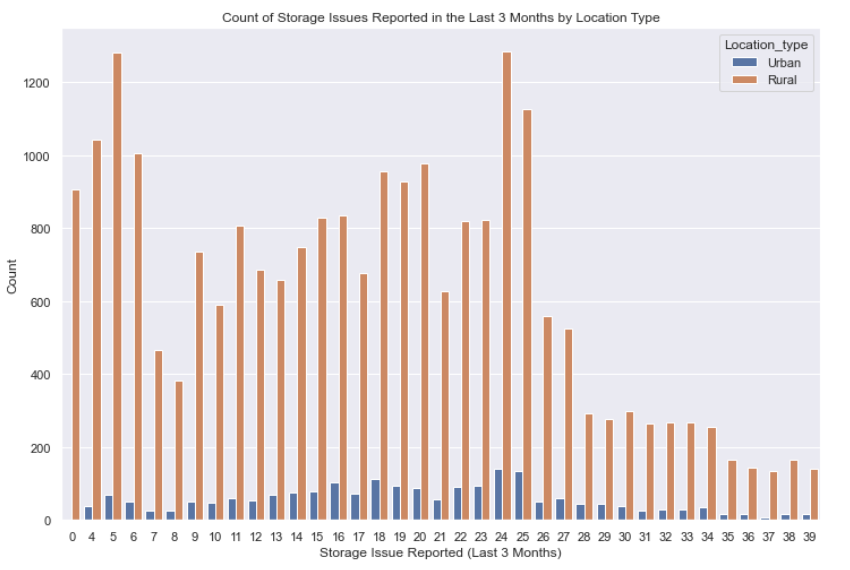 Count of Storage Issues Reported in the Last 3 Months by Location Type
Location_type
Urban
Rural
1200
1000
800
600
400
200
0
Count
0 4 5 6 7 8 9 10 11 12 13 14 15 16 17 18 19 20 21 22 23 24 25 26 27 28 29 30 31 32 33 34 35 36 37 38 39
Storage Issue Reported (Last 3 Months)